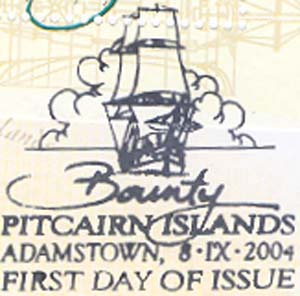 Bounty
PITCAIRN ISLANDS
ADAMSTOWN, 8·IX·2004
FIRST DAY OF ISSUE